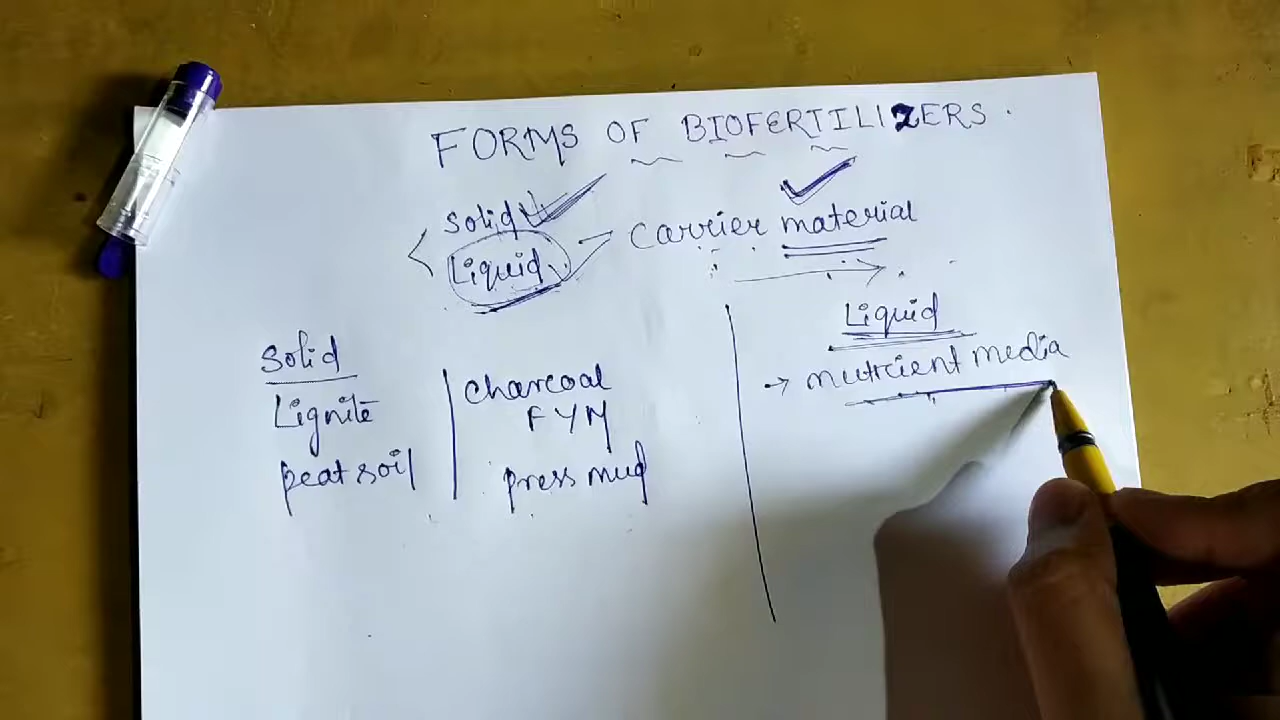 FORMS OF BIOFERTILIZERS.
Solid
Liquid
Carrier material
Solid
Lignite
peat soil
Charcoal
FYM
press mud
Liquid
→ nutrient media